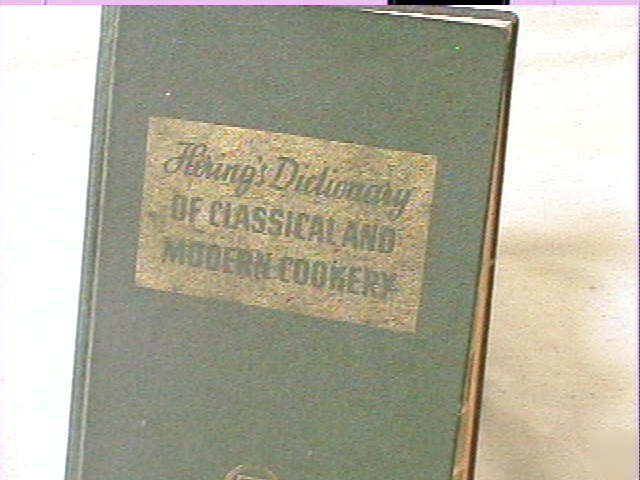 Hering's Dictionary
OF CLASSICAL AND
MODERN COOKERY